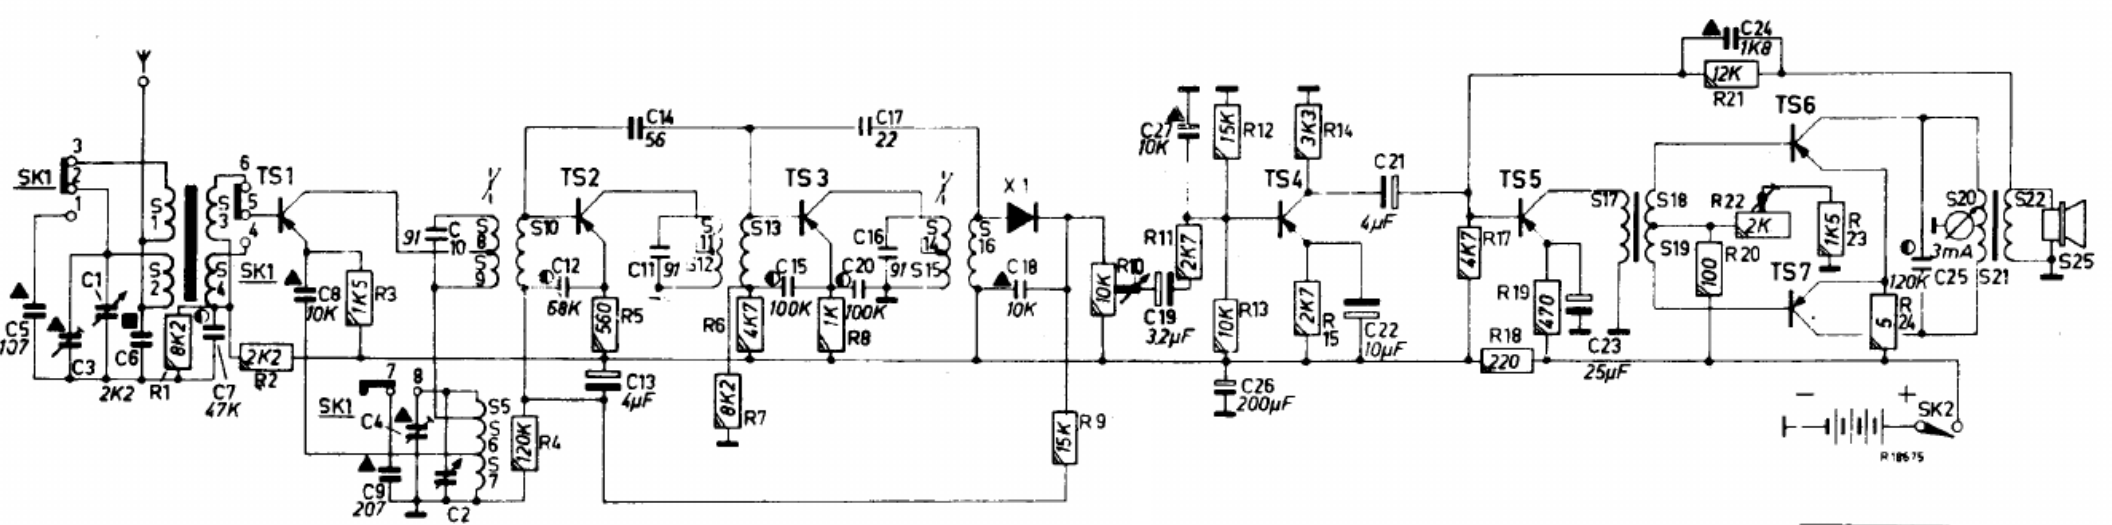 3
SK1
2
1
C5
107
C3
C1
C6
2K2
S1
S2
8K2
R1
S3
S4
6
5
4
SK1
C7
47K
2K2
R2
TS1
C8
10K
1K5
R3
91
C10
S8
S9
SK1
7
8
C4
C9
207
C2
S5
S6
S7
120K
R4
S10
C14
56
TS2
C12
68K
560
R5
C13
4µF
C11
91
S11
S12
S13
R6
4K7
8K2
R7
C17
22
TS3
C15
100K
1K
R8
C20
100K
C16
91
S14
S15
S16
X1
C18
10K
10K
R10
15K
R9
C19
3,2µF
R11
2K7
C27
10K
15K
R12
10K
R13
C26
200µF
3K3
R14
TS4
2K7
R15
C22
10µF
C21
4µF
4K7
R17
TS5
R18
220
R19
470
C23
25µF
S17
S18
S19
C24
1K8
12K
R21
R22
2K
100
R20
1K5
R23
TS6
TS7
5
R24
120K
C25
S20
3mA
S21
S22
S25
−
+
SK2
R18675